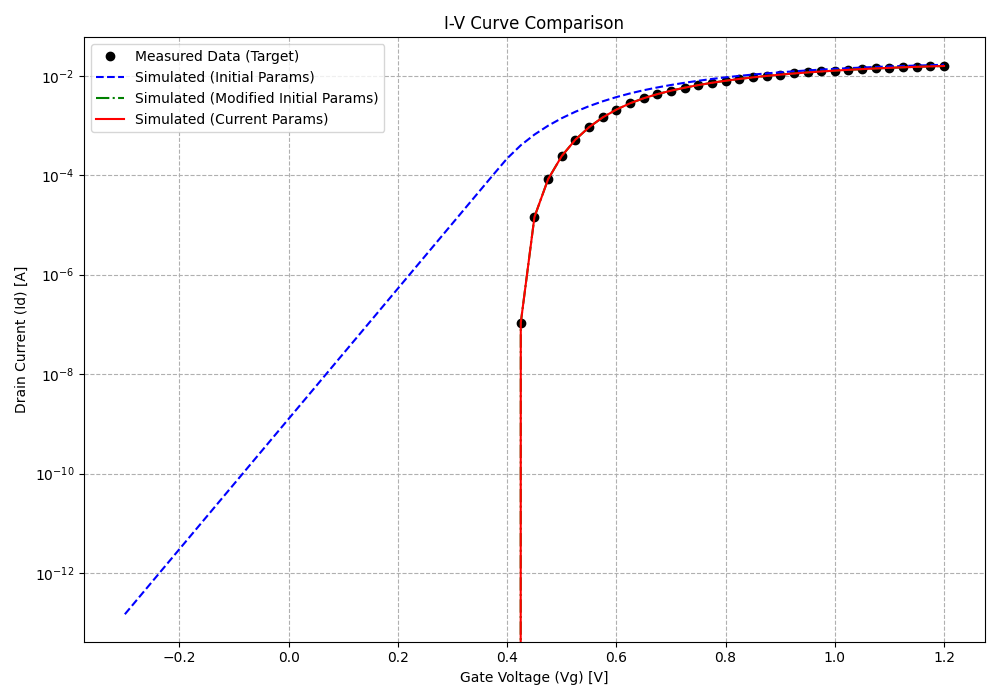 I-V Curve Comparison
Measured Data (Target)
Simulated (Initial Params)
Simulated (Modified Initial Params)
Simulated (Current Params)
Drain Current (Id) [A]
10⁻²
10⁻⁴
10⁻⁶
10⁻⁸
10⁻¹⁰
10⁻¹²
−0.2 0.0 0.2 0.4 0.6 0.8 1.0 1.2
Gate Voltage (Vg) [V]